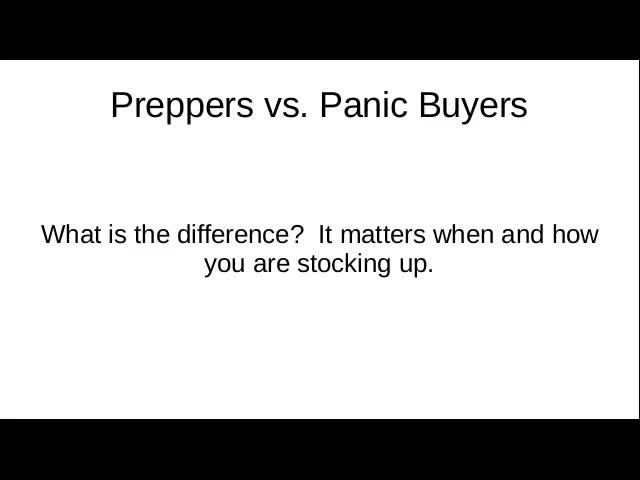 Preppers vs. Panic Buyers
What is the difference?  It matters when and how
you are stocking up.